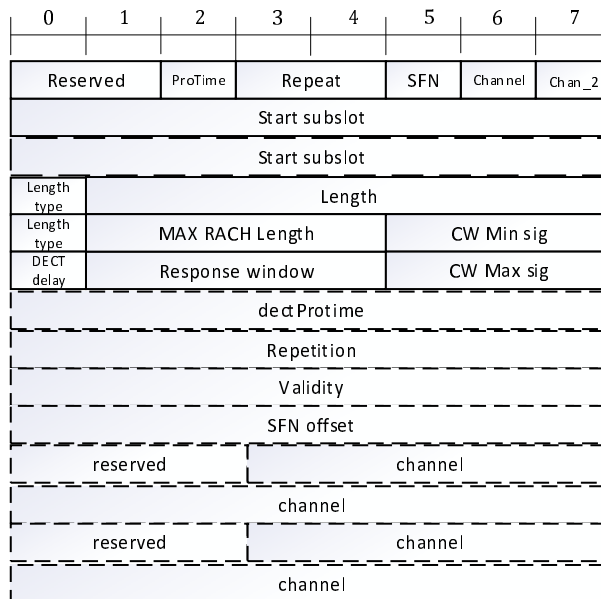 0 1 2 3 4 5 6 7
Reserved ProTime Repeat SFN Channel Chan_2
Start subslot
Start subslot
Length type Length
Length type MAX RACH Length CW Min sig
DECT delay Response window CW Max sig
dectProtime
Repetition
Validity
SFN offset
reserved channel
channel
reserved channel
channel